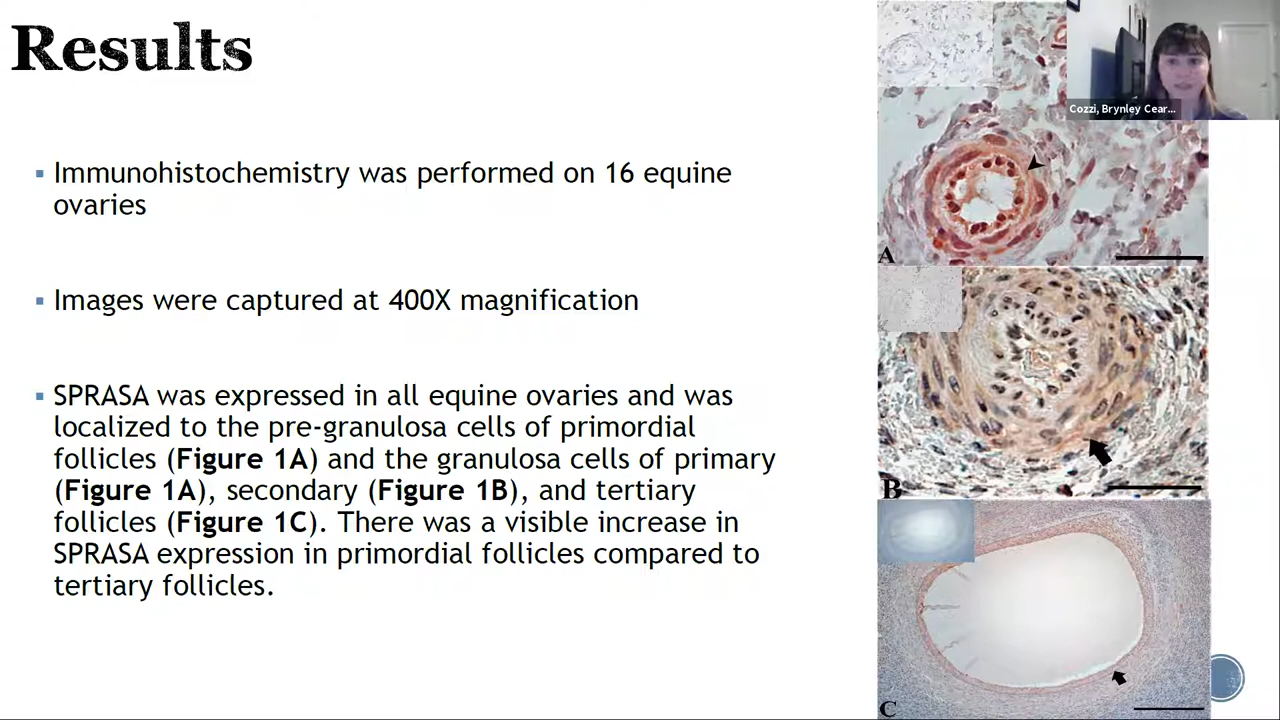 Results
Immunohistochemistry was performed on 16 equine
ovaries
Images were captured at 400X magnification
SPRASA was expressed in all equine ovaries and was
localized to the pre-granulosa cells of primordial
follicles (Figure 1A) and the granulosa cells of primary
(Figure 1A), secondary (Figure 1B), and tertiary
follicles (Figure 1C). There was a visible increase in
SPRASA expression in primordial follicles compared to
tertiary follicles.
Cozzi, Brynley Cear...
A
B
C